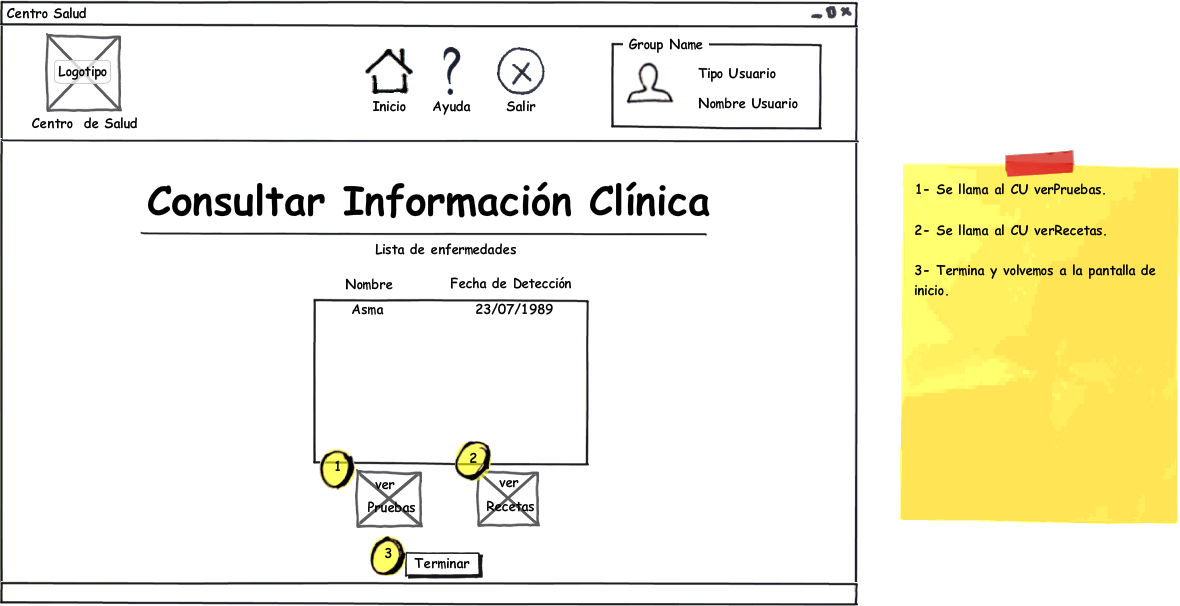 Centro Salud
Logotipo
Centro de Salud
Inicio
Ayuda
Salir
Group Name
Tipo Usuario
Nombre Usuario
Consultar Información Clínica
Lista de enfermedades
Nombre Fecha de Detección
Asma 23/07/1989
1
2
ver
Pruebas
ver
Recetas
3
Terminar
1- Se llama al CU verPruebas.
2- Se llama al CU verRecetas.
3- Termina y volvemos a la pantalla de
inicio.